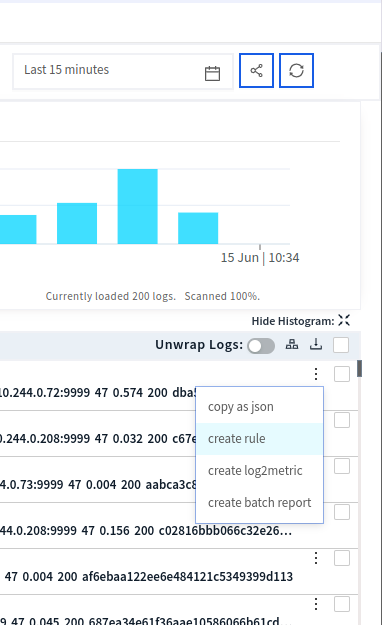 Last 15 minutes
15 Jun | 10:34
Currently loaded 200 logs. Scanned 100%.
Hide Histogram:
Unwrap Logs:
10.244.0.72:9999 47 0.574 200
copy as json
create rule
0.244.0.208:9999 47 0.032 200 c67e
create log2metric
4.0.73:9999 47 0.004 200 aabca3c8
create batch report
44.0.208:9999 47 0.156 200 c02816bbb066c32e26...
47 0.004 200 af6ebaa122ee6e484121c5349399d113
47 0.045 200 687ea34e61f36aae10586066b61cd...